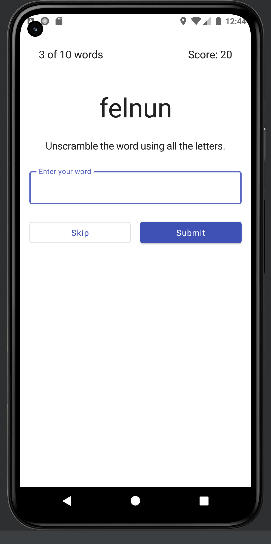 12:44
3 of 10 words
Score: 20
felnun
Unscramble the word using all the letters.
Enter your word
Skip
Submit